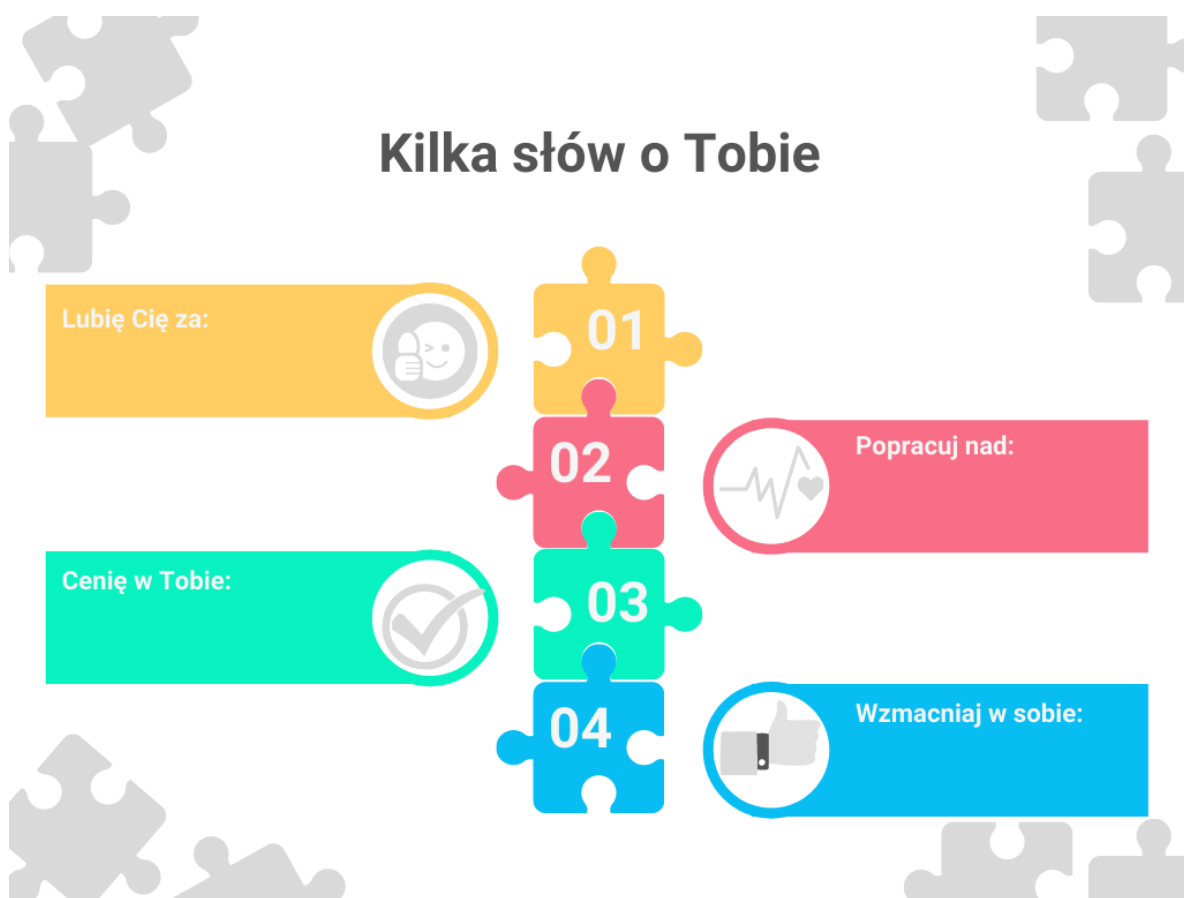 Kilka słów o Tobie
Lubię Cię za:
01
02
Popracuj nad:
Cenię w Tobie:
03
04
Wzmacniaj w sobie: